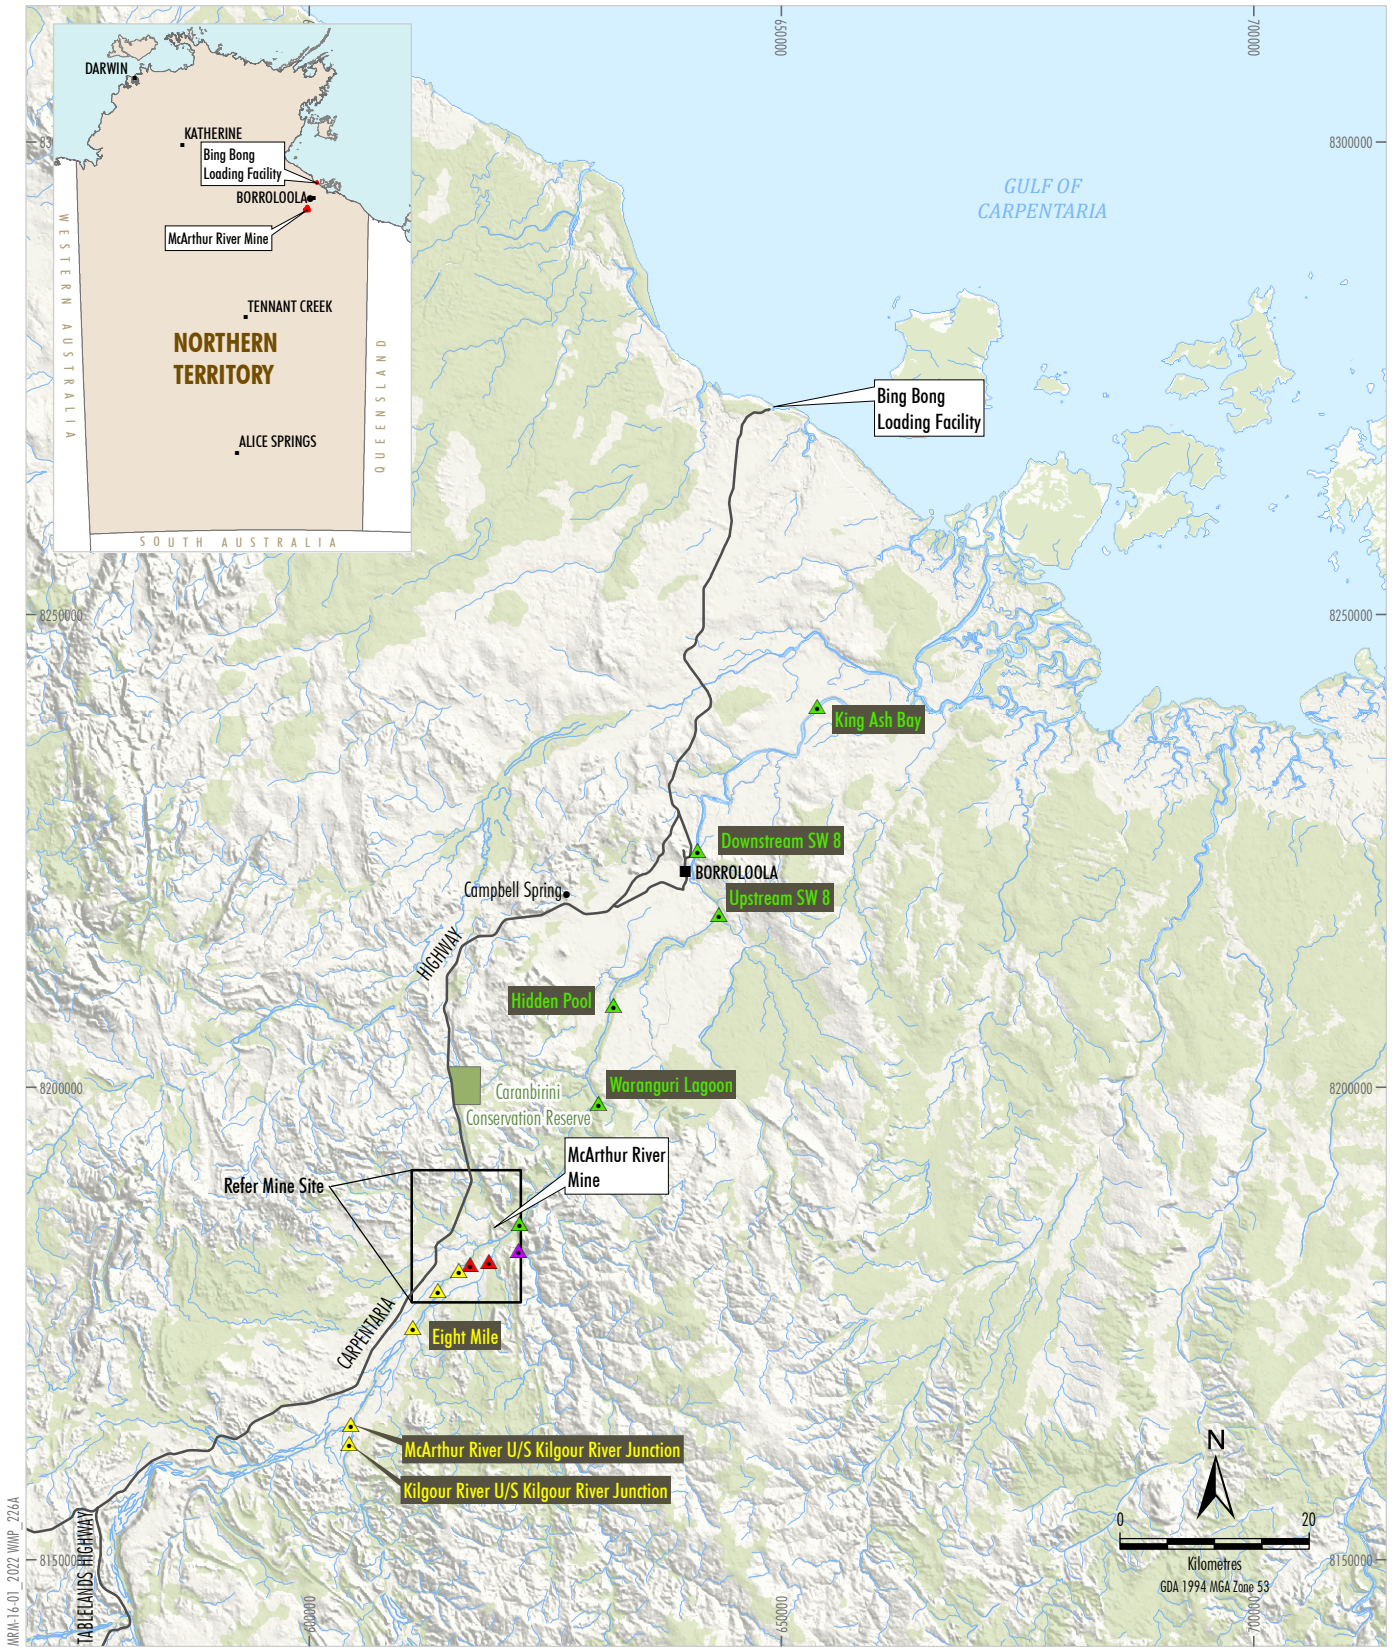 650000
700000
DARWIN
KATHERINE
Bing Bong
Loading Facility
BORROLOOLA
McArthur River Mine
TENNANT CREEK
NORTHERN
TERRITORY
ALICE SPRINGS
WESTERN AUSTRALIA
QUEENSLAND
SOUTH AUSTRALIA
8300000
GULF OF
CARPENTARIA
Bing Bong
Loading Facility
8250000
8250000
King Ash Bay
Downstream SW 8
BORROLOOLA
Campbell Spring
Upstream SW 8
HIGHWAY
Hidden Pool
8200000
8200000
Waranguri Lagoon
Caranbirini
Conservation Reserve
McArthur River
Mine
Refer Mine Site
CARPENTARIA
Eight Mile
McArthur River U/S Kilgour River Junction
Kilgour River U/S Kilgour River Junction
N
0 20
Kilometres
GDA 1994 MGA Zone 53
8150000
8150000
TABLELANDS HIGHWAY
600000
650000
700000
MRM-16-01_2022 WMP_226A